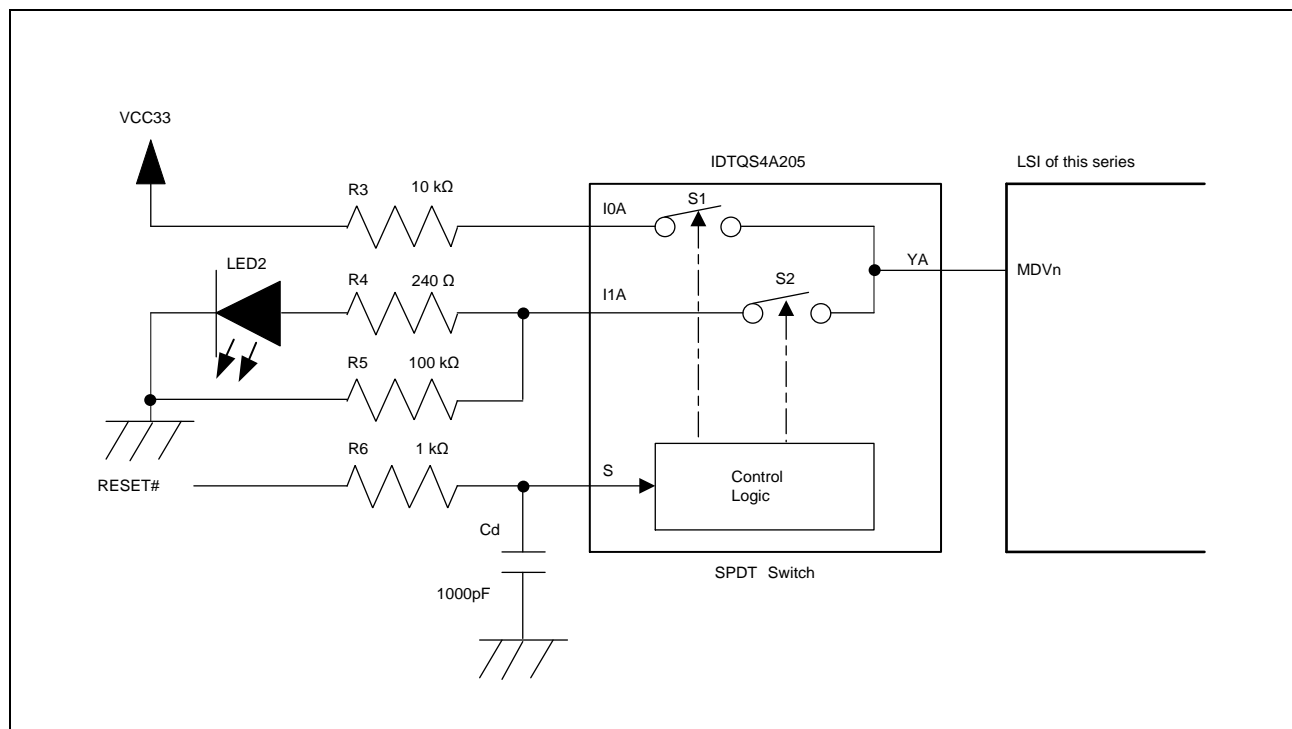 VCC33
IDTQS4A205
LSI of this series
R3 10 kΩ
I0A
S1
LED2
R4 240 Ω
I1A
S2
YA
MDVn
R5 100 kΩ
R6 1 kΩ
RESET#
S
Control
Logic
Cd
1000pF
SPDT Switch